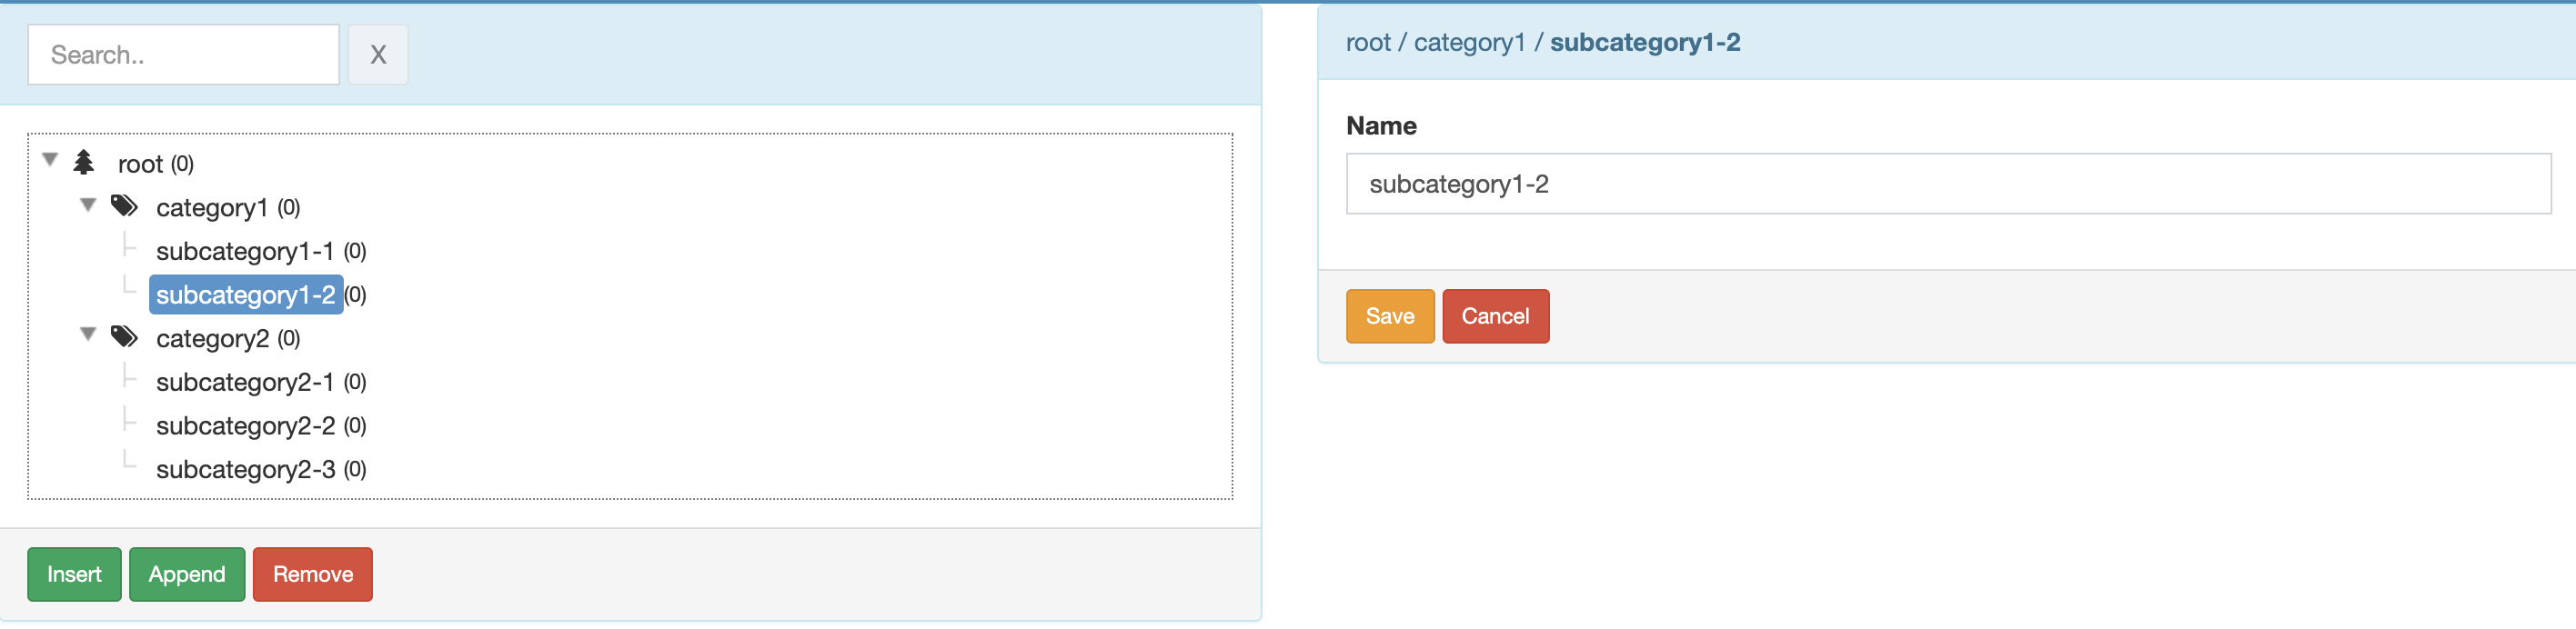 Search.. X
root (0)
category1 (0)
subcategory1-1 (0)
subcategory1-2 (0)
category2 (0)
subcategory2-1 (0)
subcategory2-2 (0)
subcategory2-3 (0)
Insert Append Remove
root / category1 / subcategory1-2
Name
subcategory1-2
Save Cancel